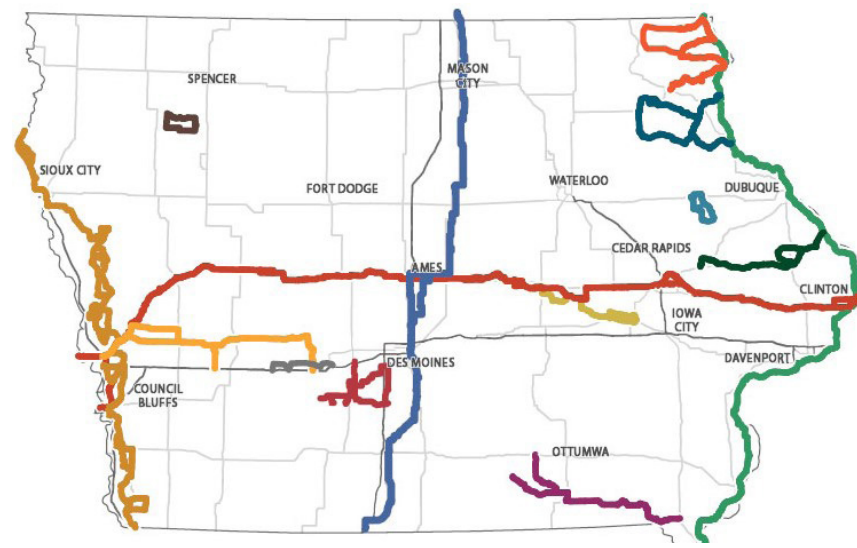 SPENCER
MASON
CITY
SIOUX CITY
FORT DODGE
WATERLOO
DUBUQUE
CEDAR RAPIDS
AMES
CLINTON
IOWA
CITY
DES MOINES
DAVENPORT
COUNCIL
BLUFFS
OTTUMWA